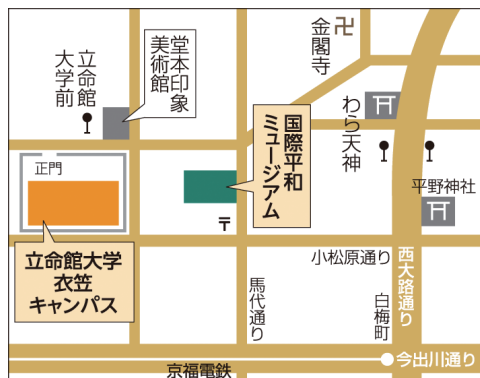 金閣寺
卍
立命館
大学前
堂本印象
美術館
わら天神
国際平和
ミュージアム
正門
平野神社
〒
立命館大学
衣笠
キャンパス
小松原通り
西大路通り
馬代通り
白梅町
今出川通り
京福電鉄